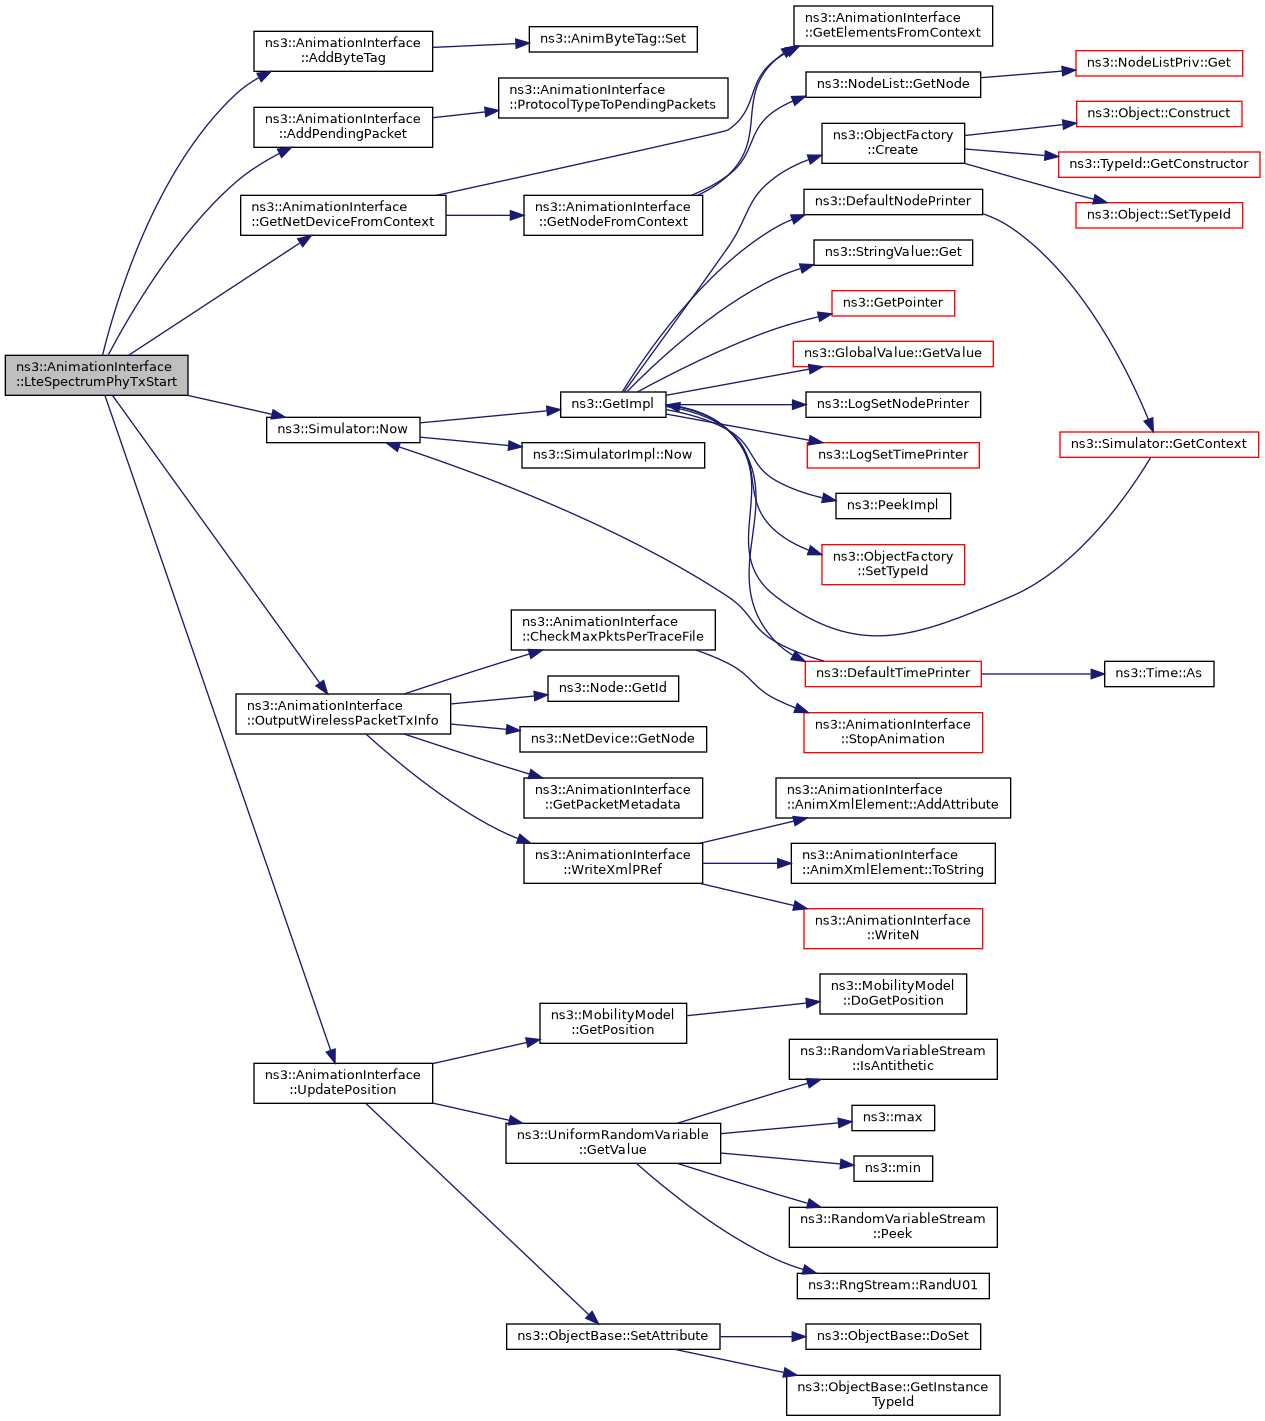 ns3::AnimationInterface
::LteSpectrumPhyTxStart
ns3::AnimationInterface
::AddByteTag
ns3::AnimByteTag::Set
ns3::AnimationInterface
::AddPendingPacket
ns3::AnimationInterface
::ProtocolTypeToPendingPackets
ns3::AnimationInterface
::GetNetDeviceFromContext
ns3::AnimationInterface
::GetElementsFromContext
ns3::AnimationInterface
::GetNodeFromContext
ns3::NodeList::GetNode
ns3::NodeListPriv::Get
ns3::Simulator::Now
ns3::GetImpl
ns3::ObjectFactory
::Create
ns3::Object::Construct
ns3::TypeId::GetConstructor
ns3::Object::SetTypeId
ns3::DefaultNodePrinter
ns3::Simulator::GetContext
ns3::StringValue::Get
ns3::GetPointer
ns3::GlobalValue::GetValue
ns3::LogSetNodePrinter
ns3::LogSetTimePrinter
ns3::PeekImpl
ns3::ObjectFactory
::SetTypeId
ns3::DefaultTimePrinter
ns3::Time::As
ns3::SimulatorImpl::Now
ns3::AnimationInterface
::OutputWirelessPacketTxInfo
ns3::AnimationInterface
::CheckMaxPktsPerTraceFile
ns3::AnimationInterface
::StopAnimation
ns3::Node::GetId
ns3::NetDevice::GetNode
ns3::AnimationInterface
::GetPacketMetadata
ns3::AnimationInterface
::WriteXmlPRef
ns3::AnimationInterface
::AnimXmlElement::AddAttribute
ns3::AnimationInterface
::AnimXmlElement::ToString
ns3::AnimationInterface
::WriteN
ns3::AnimationInterface
::UpdatePosition
ns3::MobilityModel
::GetPosition
ns3::MobilityModel
::DoGetPosition
ns3::UniformRandomVariable
::GetValue
ns3::RandomVariableStream
::IsAntithetic
ns3::max
ns3::min
ns3::RandomVariableStream
::Peek
ns3::RngStream::RandU01
ns3::ObjectBase::SetAttribute
ns3::ObjectBase::DoSet
ns3::ObjectBase::GetInstance
TypeId